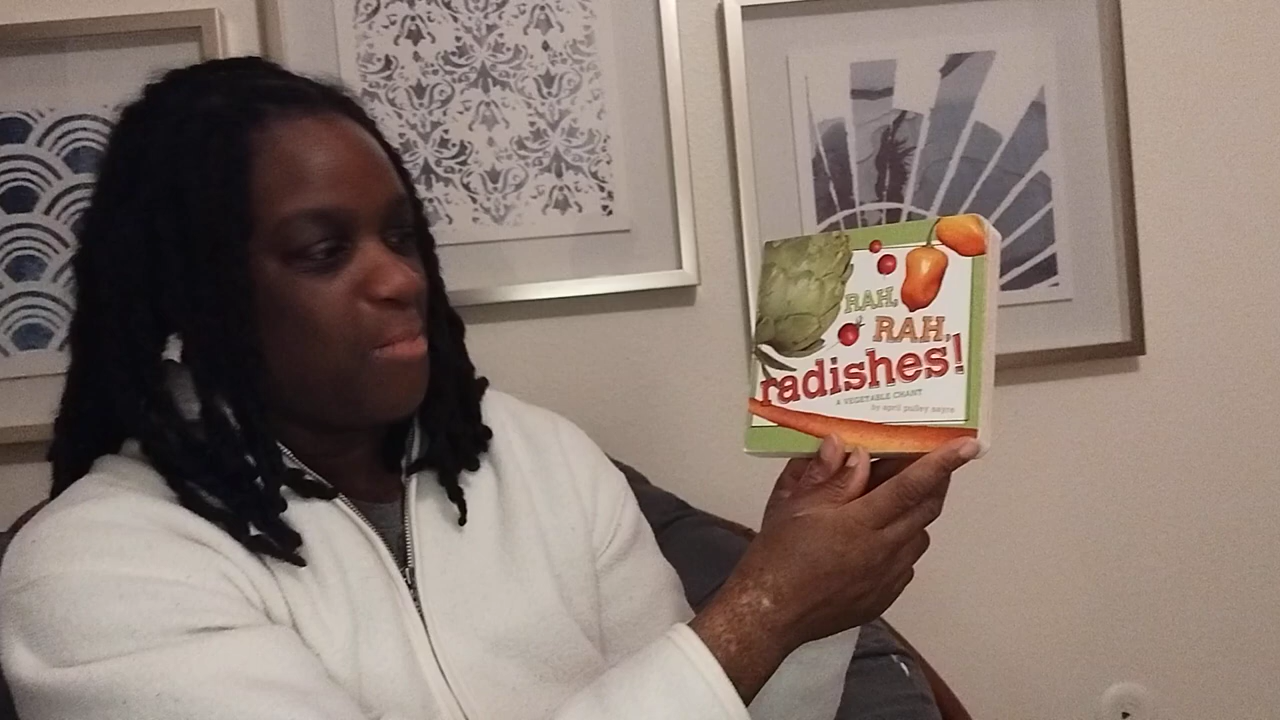 RAH,
RAH,
radishes!
A VEGETABLE CHANT
by april pulley sayre